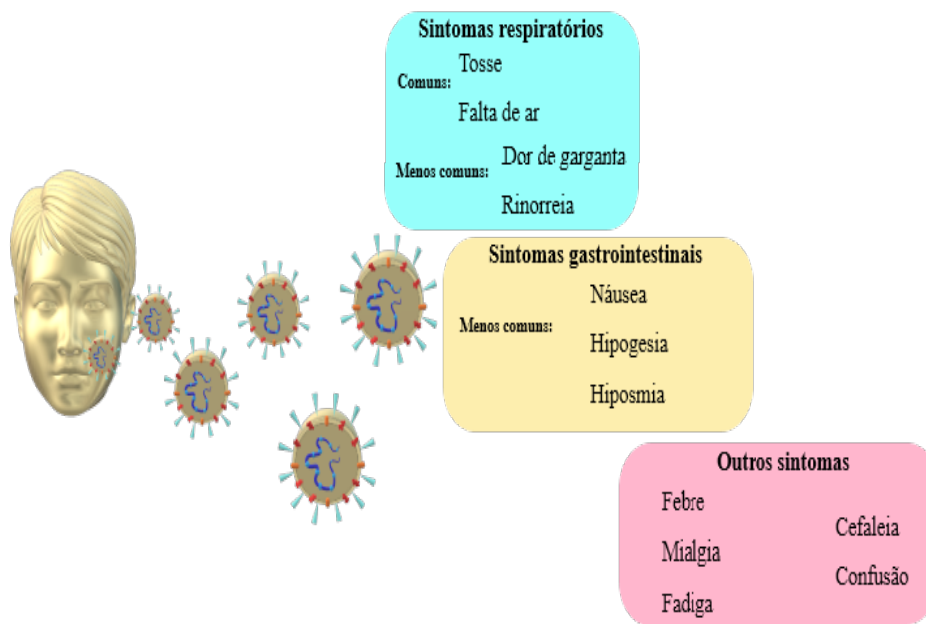 Sintomas respiratórios
Comuns:
Tosse
Falta de ar
Menos comuns:
Dor de garganta
Rinorreia
Sintomas gastrointestinais
Menos comuns:
Náusea
Hipogesia
Hiposmia
Outros sintomas
Febre
Mialgia
Fadiga
Cefaleia
Confusão